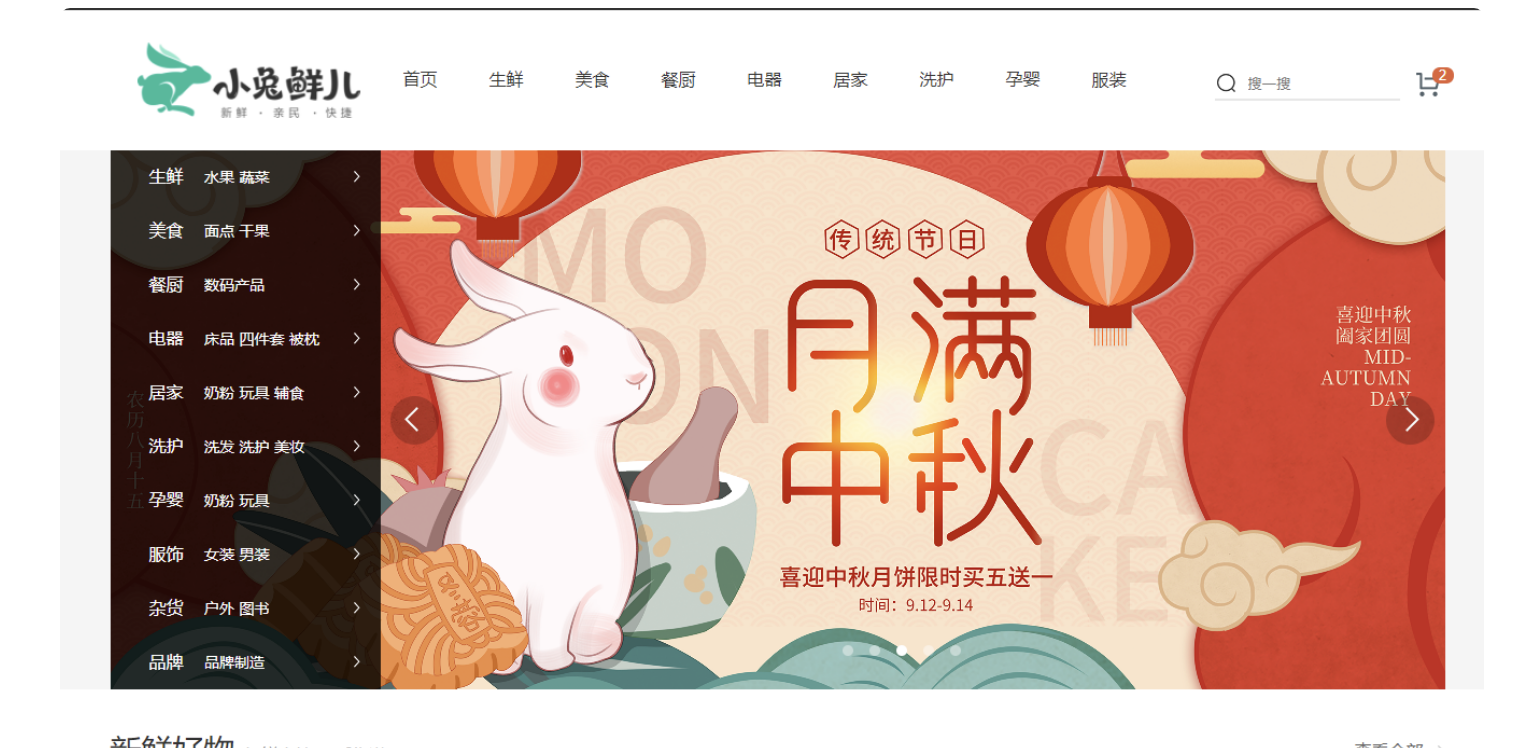 小兔鲜儿
新鲜 · 亲民 · 快捷
首页 生鲜 美食 餐厨 电器 居家 洗护 孕婴 服装
搜一搜
2
生鲜 水果 蔬菜
美食 面点 干果
餐厨 数码产品
电器 床品 四件套 被枕
居家 奶粉 玩具 辅食
洗护 洗发 洗护 美妆
孕婴 奶粉 玩具
服饰 女装 男装
杂货 户外 图书
品牌 品牌制造
农历八月十五
MO
ON
CA
KE
传统节日
月满
中秋
喜迎中秋月饼限时买五送一
时间：9.12-9.14
喜迎中秋
阖家团圆
MID-
AUTUMN
DAY
新鲜好物
查看全部